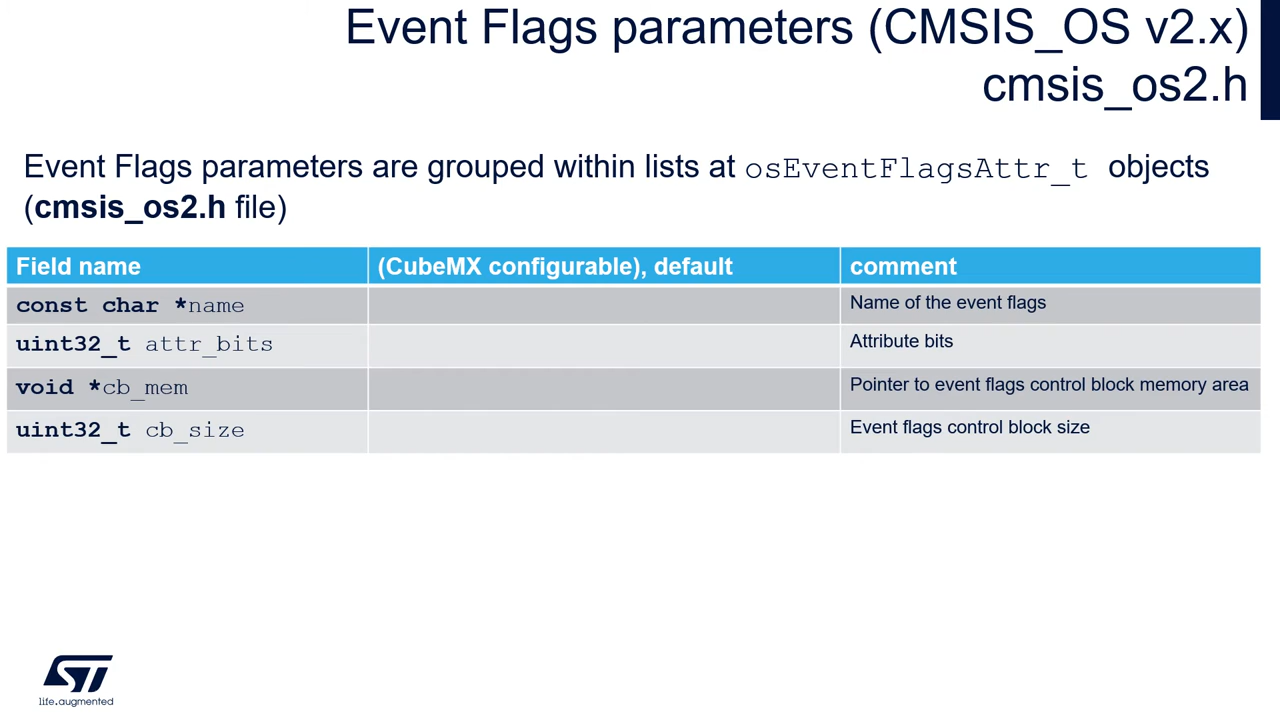 Event Flags parameters (CMSIS_OS v2.x)
cmsis_os2.h
Event Flags parameters are grouped within lists at osEventFlagsAttr_t objects
(cmsis_os2.h file)
Field name (CubeMX configurable), default comment
const char *name Name of the event flags
uint32_t attr_bits Attribute bits
void *cb_mem Pointer to event flags control block memory area
uint32_t cb_size Event flags control block size
ST
life.augmented